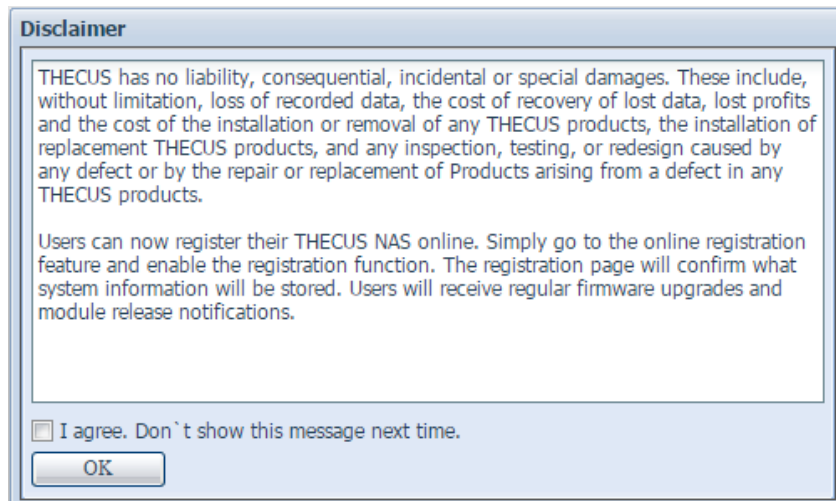 Disclaimer
THECUS has no liability, consequential, incidental or special damages. These include,
without limitation, loss of recorded data, the cost of recovery of lost data, lost profits
and the cost of the installation or removal of any THECUS products, the installation of
replacement THECUS products, and any inspection, testing, or redesign caused by
any defect or by the repair or replacement of Products arising from a defect in any
THECUS products.
Users can now register their THECUS NAS online. Simply go to the online registration
feature and enable the registration function. The registration page will confirm what
system information will be stored. Users will receive regular firmware upgrades and
module release notifications.
I agree. Don`t show this message next time.
OK